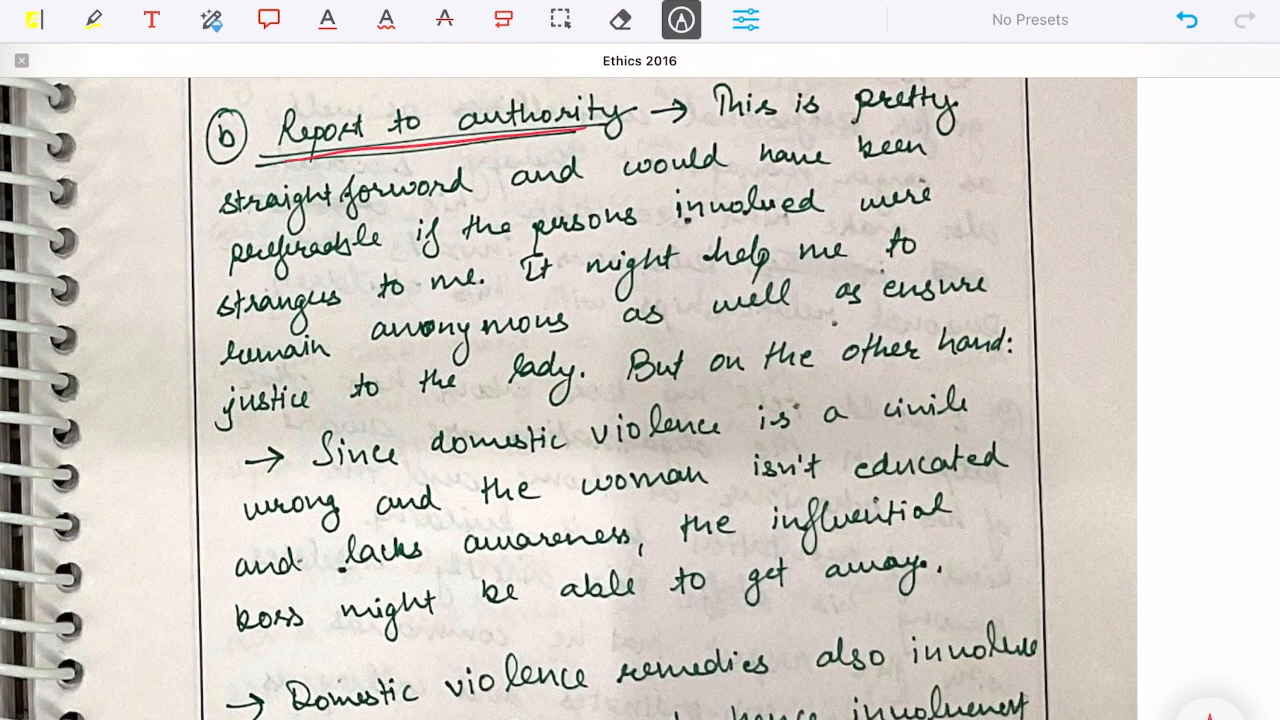 No Presets
Ethics 2016
(b) Report to authority → This is pretty
straightforward and would have been
preferable if the persons involved were
strangers to me. It might help me to
remain anonymous as well as ensure
justice to the lady. But on the other hand:
→ Since domestic violence is a civile
wrong and the woman isn't educated
and lacks awareness, the influential
boss might be able to get away.
→ Domestic violence remedies also involve
hence involvement